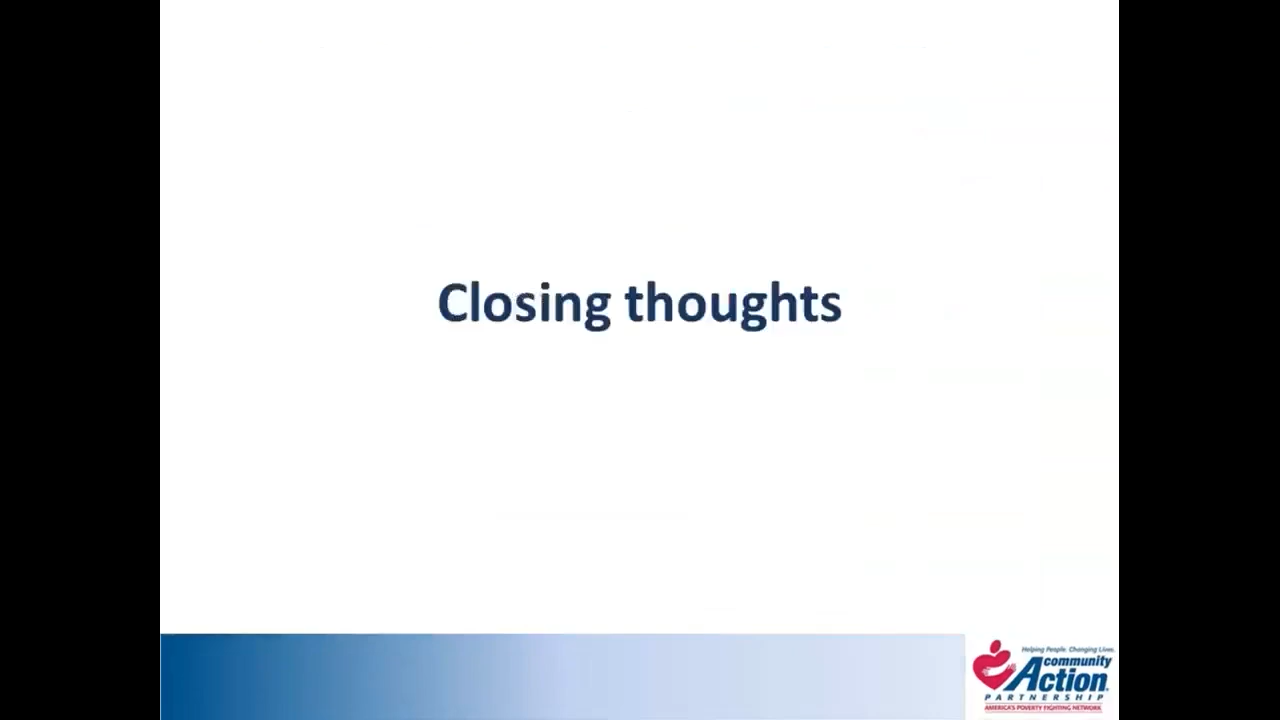 Closing thoughts
Helping People. Changing Lives.
community
Action
PARTNERSHIP
AMERICA'S POVERTY FIGHTING NETWORK